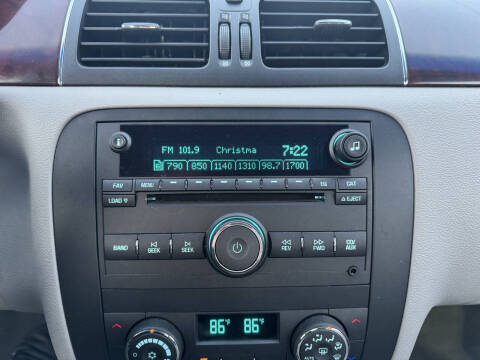 FM 101.9 Christma 7:22
790 850 1140 1310 98.7 1700
FAV MENU CAT
LOAD EJECT
BAND SEEK SEEK REV FWD CD/AUX
86°F 86°F
AUTO